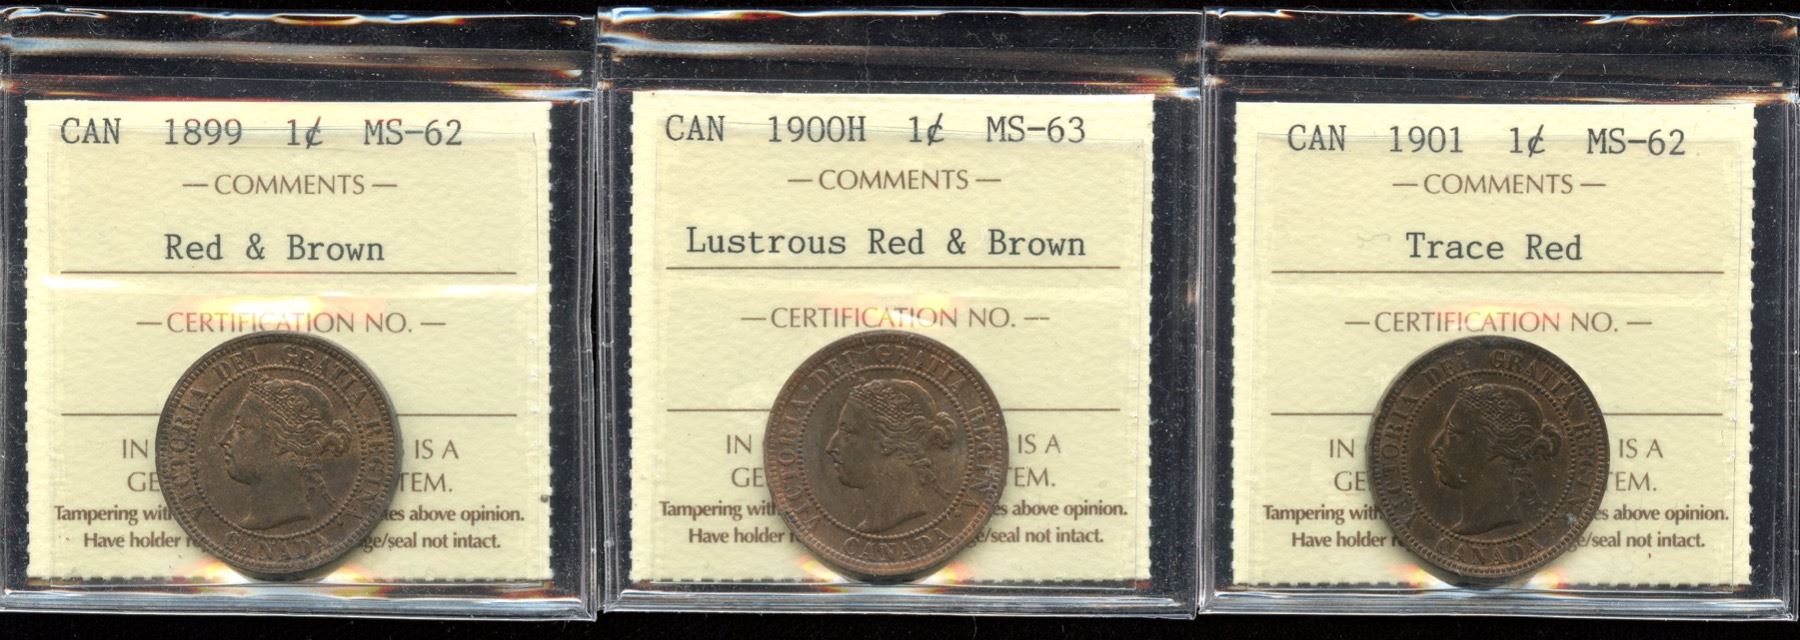 CAN 1899 1¢ MS-62
— COMMENTS —
Red & Brown
— CERTIFICATION NO. —
IN IS A
GE TEM.
Tampering with es above opinion.
Have holder ge/seal not intact.
VICTORIA DEI GRATIA REGINA.
CANADA
CAN 1900H 1¢ MS-63
— COMMENTS —
Lustrous Red & Brown
— CERTIFICATION NO. —
IN IS A
GE TEM.
Tampering with es above opinion.
Have holder e/seal not intact.
VICTORIA DEI GRATIA REGINA.
CANADA
CAN 1901 1¢ MS-62
— COMMENTS —
Trace Red
— CERTIFICATION NO. —
IN IS A
GE EM.
Tampering with es above opinion.
Have holder e/seal not intact.
VICTORIA DEI GRATIA REGINA.
CANADA